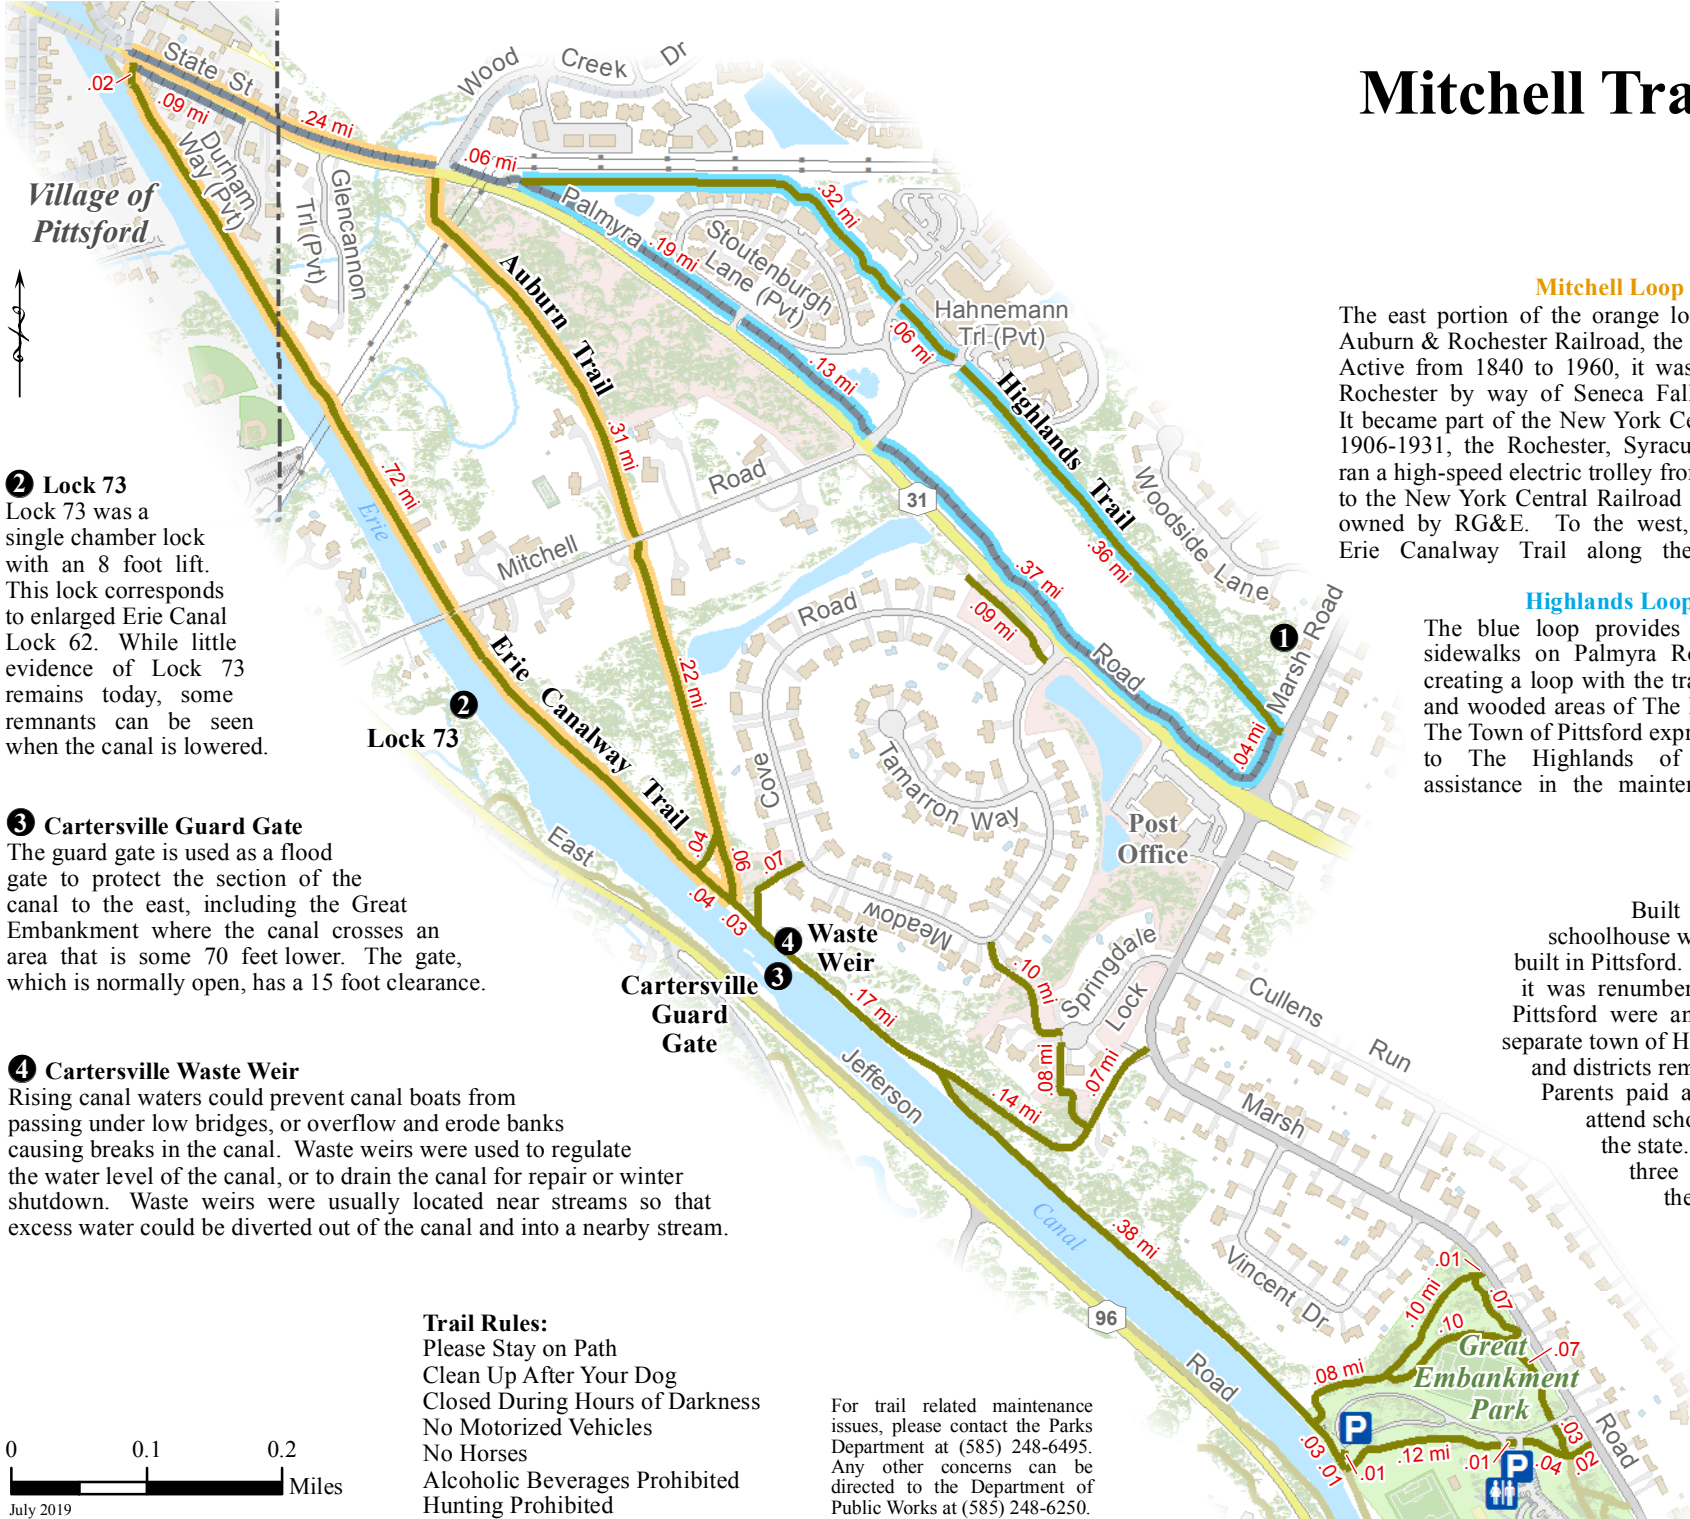 Mitchell Tra
Mitchell Loop
The east portion of the orange lo
Auburn & Rochester Railroad, the
Active from 1840 to 1960, it was
Rochester by way of Seneca Fall
It became part of the New York Ce
1906-1931, the Rochester, Syracu
ran a high-speed electric trolley fro
to the New York Central Railroad
owned by RG&E. To the west,
Erie Canalway Trail along the
Highlands Loop
The blue loop provides
sidewalks on Palmyra Ro
creating a loop with the tra
and wooded areas of The
The Town of Pittsford expr
to The Highlands of
assistance in the mainten
Built
schoolhouse w
built in Pittsford.
it was renumber
Pittsford were an
separate town of H
and districts rem
Parents paid a
attend scho
the state.
three
the
2 Lock 73
Lock 73 was a
single chamber lock
with an 8 foot lift.
This lock corresponds
to enlarged Erie Canal
Lock 62. While little
evidence of Lock 73
remains today, some
remnants can be seen
when the canal is lowered.
3 Cartersville Guard Gate
The guard gate is used as a flood
gate to protect the section of the
canal to the east, including the Great
Embankment where the canal crosses an
area that is some 70 feet lower. The gate,
which is normally open, has a 15 foot clearance.
4 Cartersville Waste Weir
Rising canal waters could prevent canal boats from
passing under low bridges, or overflow and erode banks
causing breaks in the canal. Waste weirs were used to regulate
the water level of the canal, or to drain the canal for repair or winter
shutdown. Waste weirs were usually located near streams so that
excess water could be diverted out of the canal and into a nearby stream.
Trail Rules:
Please Stay on Path
Clean Up After Your Dog
Closed During Hours of Darkness
No Motorized Vehicles
No Horses
Alcoholic Beverages Prohibited
Hunting Prohibited
For trail related maintenance
issues, please contact the Parks
Department at (585) 248-6495.
Any other concerns can be
directed to the Department of
Public Works at (585) 248-6250.
0 0.1 0.2
Miles
July 2019
State St
Wood Creek Dr
.02
.09 mi
.24 mi
.06 mi
Durham
Way (Pvt)
Glencannon
Trl (Pvt)
Village of
Pittsford
Palmyra
.19 mi
Stoutenburgh
Lane (Pvt)
.32 mi
Hahnemann
Trl (Pvt)
.06 mi
.13 mi
Auburn Trail
.31 mi
Highlands Trail
.36 mi
Woodside Lane
31
.72 mi
Erie
Mitchell Road
.37 mi
.09 mi
Road
1
Marsh Road
.04 mi
Road
Erie Canalway Trail
.22 mi
2
Lock 73
Cove
Tamarron Way
Post
Office
East
.04
.06
.07
.04
.03
Meadow
4 Waste
Weir
3
Cartersville
Guard
Gate
.17 mi
.10 mi
Springdale
Lock
Cullens Run
.08 mi
.07 mi
.14 mi
Jefferson
Marsh
Canal
.38 mi
Vincent Dr
96
Road
.01
.10 mi
.07
.10
.07
Great
Embankment
Park
.08 mi
P
.03
.01
.01
.12 mi
.01
P
.04
.03
.02
Road